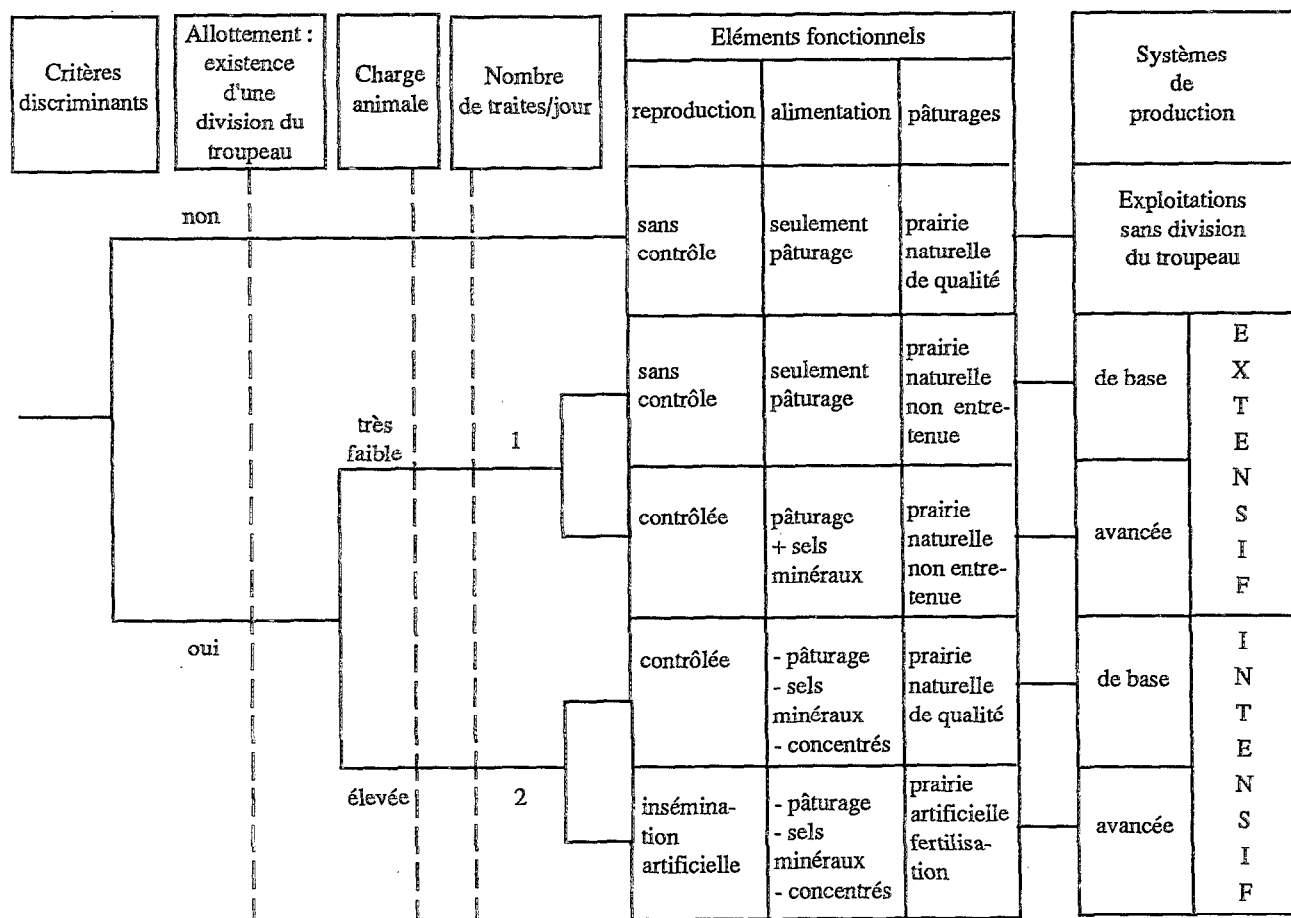 Critères
discriminants
Allottement :
existence
d'une
division du
troupeau
Charge
animale
Nombre
de traites/jour
Eléments fonctionnels
reproduction
alimentation
pâturages
Systèmes
de
production
non
sans
contrôle
seulement
pâturage
prairie
naturelle
de qualité
Exploitations
sans division
du troupeau
très
faible
1
sans
contrôle
seulement
pâturage
prairie
naturelle
non entre-
tenue
de base
contrôlée
pâturage
+ sels
minéraux
prairie
naturelle
non entre-
tenue
avancée
E
X
T
E
N
S
I
F
oui
élevée
2
contrôlée
- pâturage
- sels
minéraux
- concentrés
prairie
naturelle
de qualité
de base
insémina-
tion
artificielle
- pâturage
- sels
minéraux
- concentrés
prairie
artificielle
fertilisa-
tion
avancée
I
N
T
E
N
S
I
F